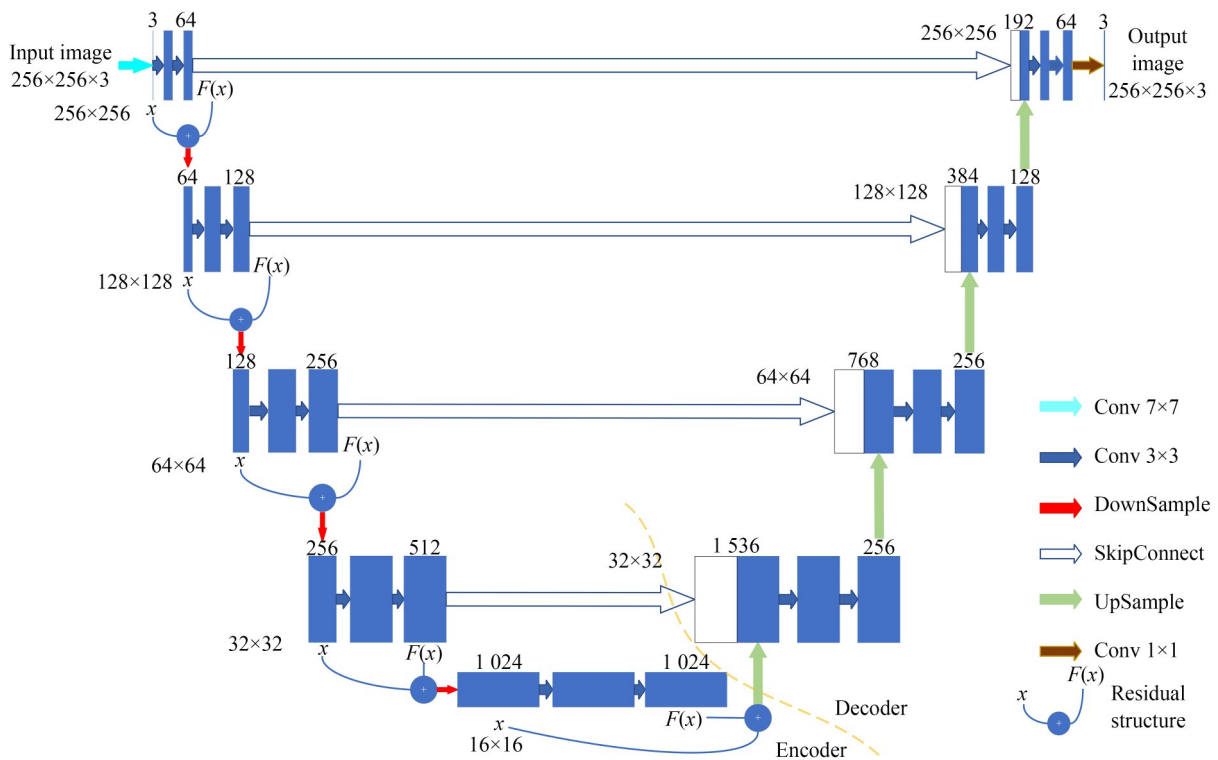 3 64
Input image
256×256×3
256×256
x
F(x)
+
256×256
192 64 3
Output
image
256×256×3
64 128
128×128
x
F(x)
+
128×128
384 128
128 256
64×64
x
F(x)
+
64×64
768 256
256 512
32×32
x
F(x)
+
32×32
1 536 256
1 024 1 024
x
16×16
F(x)
+
Decoder
Encoder
Conv 7×7
Conv 3×3
DownSample
SkipConnect
UpSample
Conv 1×1
x
F(x)
+
Residual
structure